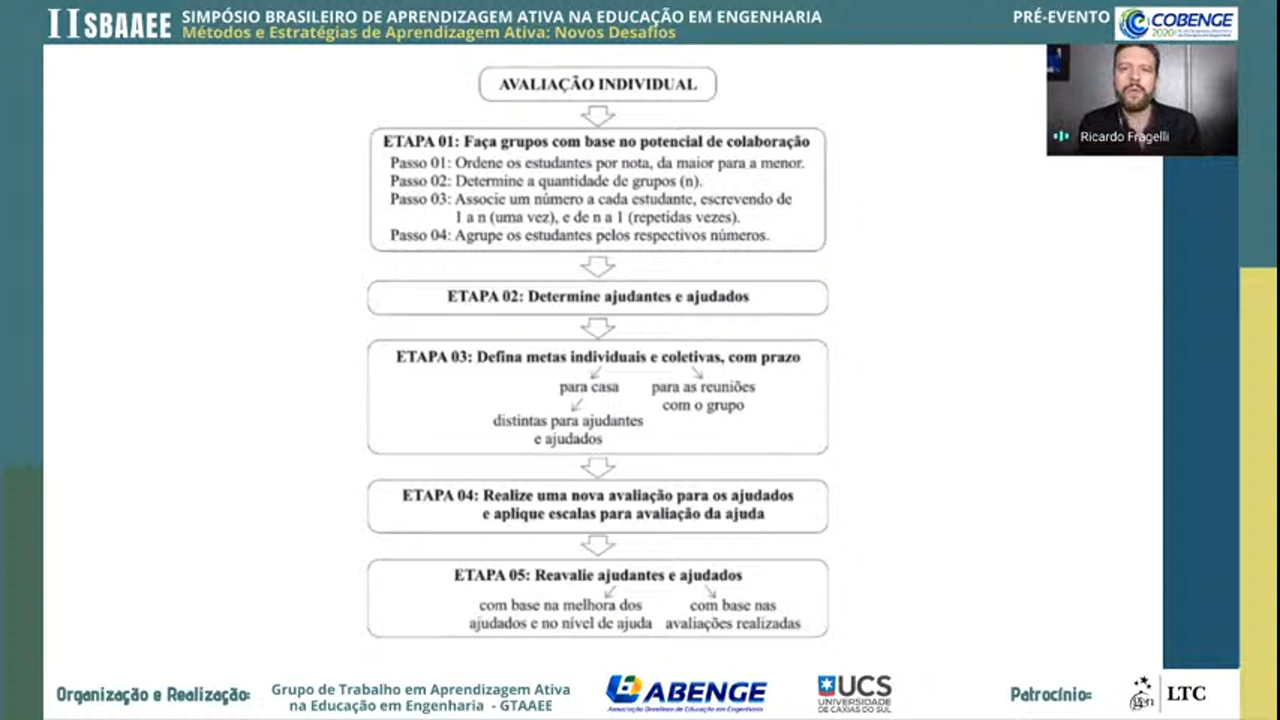 II SBAAEE
SIMPÓSIO BRASILEIRO DE APRENDIZAGEM ATIVA NA EDUCAÇÃO EM ENGENHARIA
Métodos e Estratégias de Aprendizagem Ativa: Novos Desafios
PRÉ-EVENTO
COBENGE
2020
Ricardo Fragelli
AVALIAÇÃO INDIVIDUAL
ETAPA 01: Faça grupos com base no potencial de colaboração
Passo 01: Ordene os estudantes por nota, da maior para a menor.
Passo 02: Determine a quantidade de grupos (n).
Passo 03: Associe um número a cada estudante, escrevendo de
1 a n (uma vez), e de n a 1 (repetidas vezes).
Passo 04: Agrupe os estudantes pelos respectivos números.
ETAPA 02: Determine ajudantes e ajudados
ETAPA 03: Defina metas individuais e coletivas, com prazo
para casa
para as reuniões
com o grupo
distintas para ajudantes
e ajudados
ETAPA 04: Realize uma nova avaliação para os ajudados
e aplique escalas para avaliação da ajuda
ETAPA 05: Reavalie ajudantes e ajudados
com base na melhora dos
ajudados e no nível de ajuda
com base nas
avaliações realizadas
Organização e Realização:
Grupo de Trabalho em Aprendizagem Ativa
na Educação em Engenharia - GTAAEE
ABENGE
Associação Brasileira de Educação em Engenharia
UCS
UNIVERSIDADE
DE CAXIAS DO SUL
Patrocínio:
gen
LTC